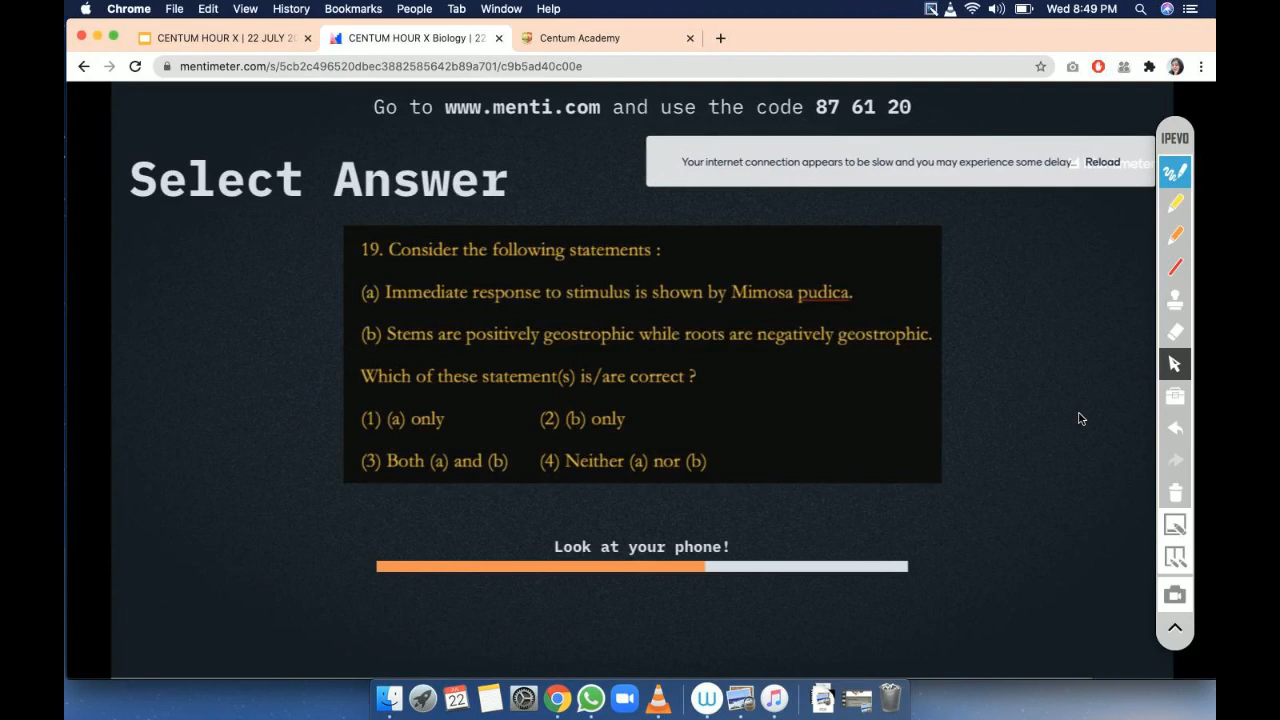 Chrome File Edit View History Bookmarks People Tab Window Help Wed 8:49 PM
CENTUM HOUR X | 22 JULY 20 CENTUM HOUR X Biology | 22 Centum Academy
mentimeter.com/s/5cb2c496520dbec3882585642b89a701/c9b5ad40c00e
Go to www.menti.com and use the code 87 61 20
IPEVO
Your internet connection appears to be slow and you may experience some delay... Reload
Select Answer
19. Consider the following statements :
(a) Immediate response to stimulus is shown by Mimosa pudica.
(b) Stems are positively geostrophic while roots are negatively geostrophic.
Which of these statement(s) is/are correct ?
(1) (a) only (2) (b) only
(3) Both (a) and (b) (4) Neither (a) nor (b)
Look at your phone!
22